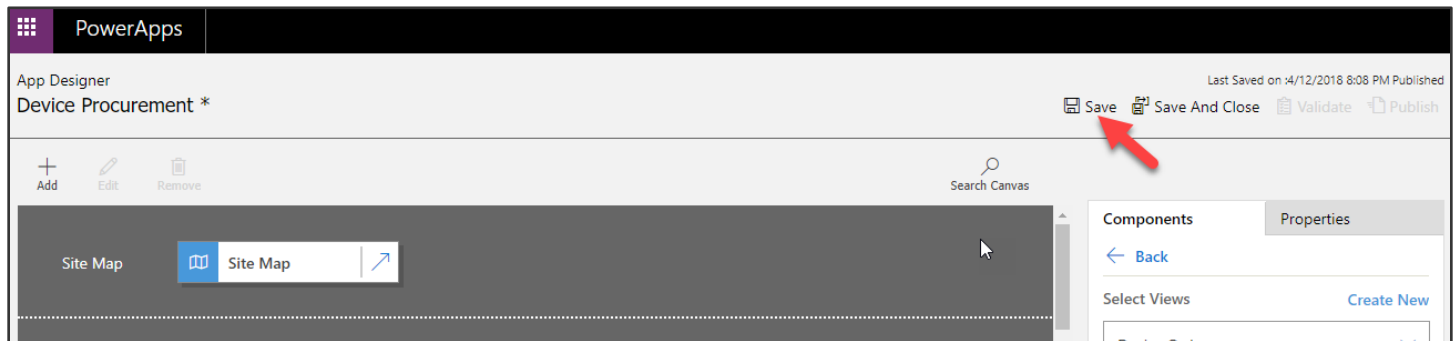 PowerApps
App Designer
Last Saved on :4/12/2018 8:08 PM Published
Device Procurement *
Save Save And Close Validate Publish
Add Edit Remove Search Canvas
Components Properties
Site Map Site Map
Back
Select Views Create New